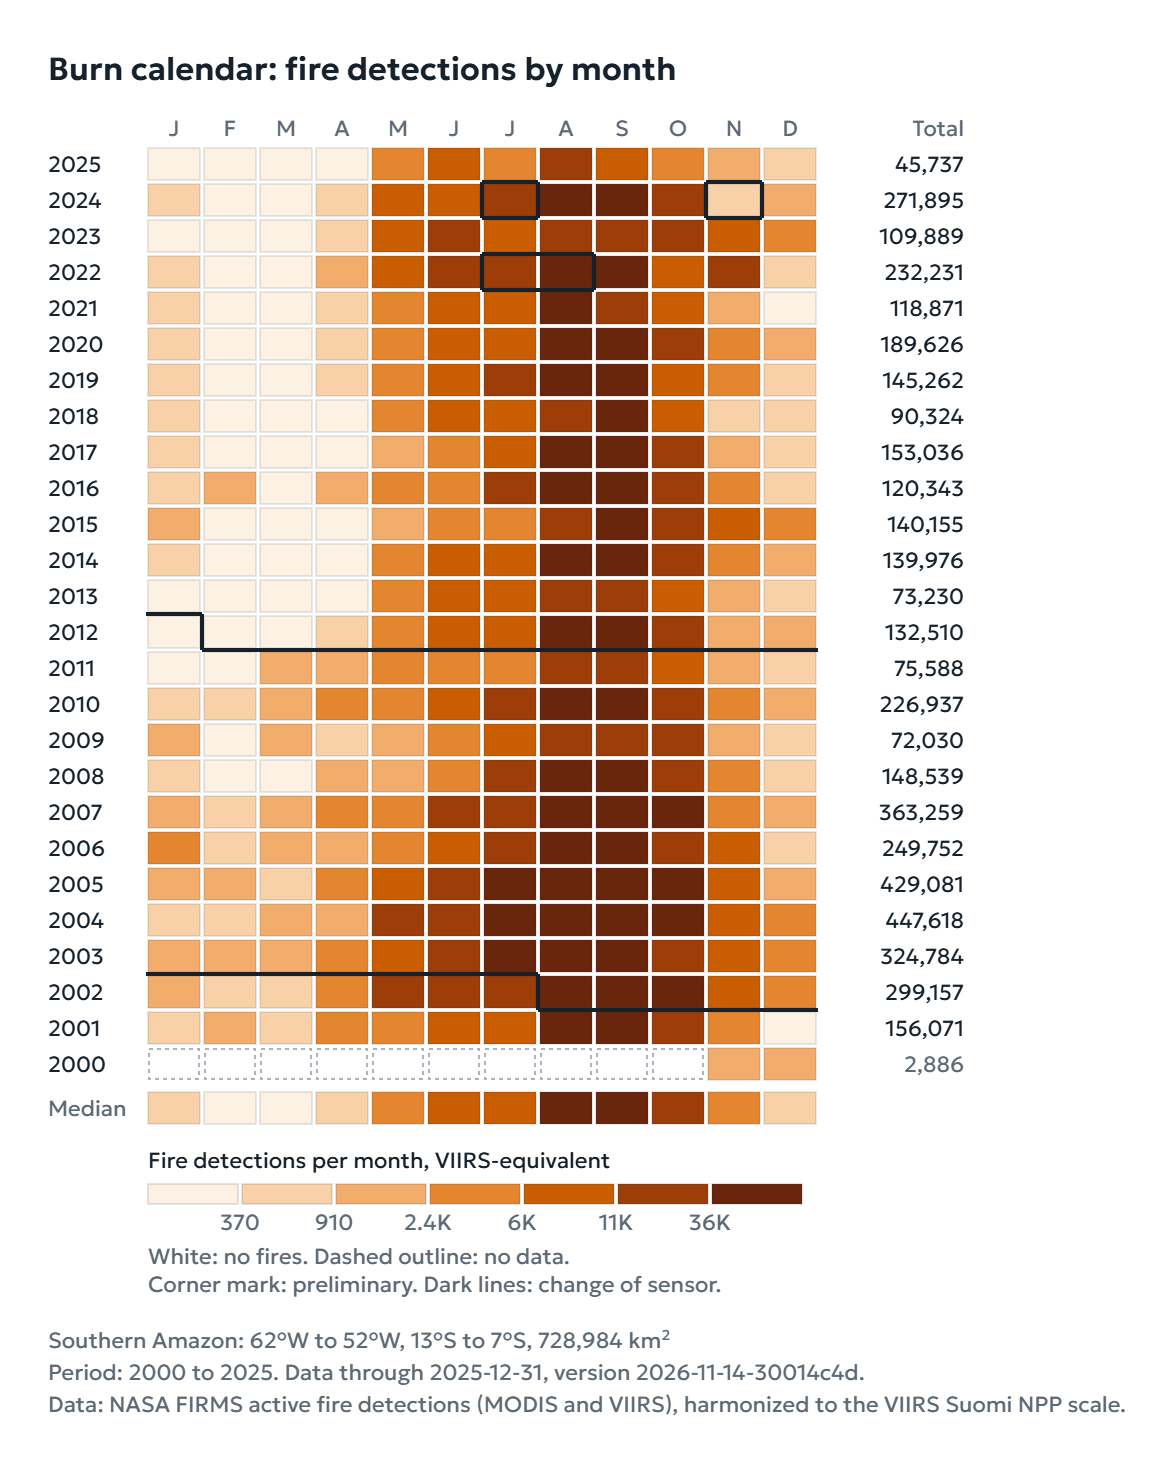 Burn calendar: fire detections by month
J F M A M J J A S O N D Total
2025 45,737
2024 271,895
2023 109,889
2022 232,231
2021 118,871
2020 189,626
2019 145,262
2018 90,324
2017 153,036
2016 120,343
2015 140,155
2014 139,976
2013 73,230
2012 132,510
2011 75,588
2010 226,937
2009 72,030
2008 148,539
2007 363,259
2006 249,752
2005 429,081
2004 447,618
2003 324,784
2002 299,157
2001 156,071
2000 2,886
Median
Fire detections per month, VIIRS-equivalent
370 910 2.4K 6K 11K 36K
White: no fires. Dashed outline: no data.
Corner mark: preliminary. Dark lines: change of sensor.
Southern Amazon: 62°W to 52°W, 13°S to 7°S, 728,984 km²
Period: 2000 to 2025. Data through 2025-12-31, version 2026-11-14-30014c4d.
Data: NASA FIRMS active fire detections (MODIS and VIIRS), harmonized to the VIIRS Suomi NPP scale.